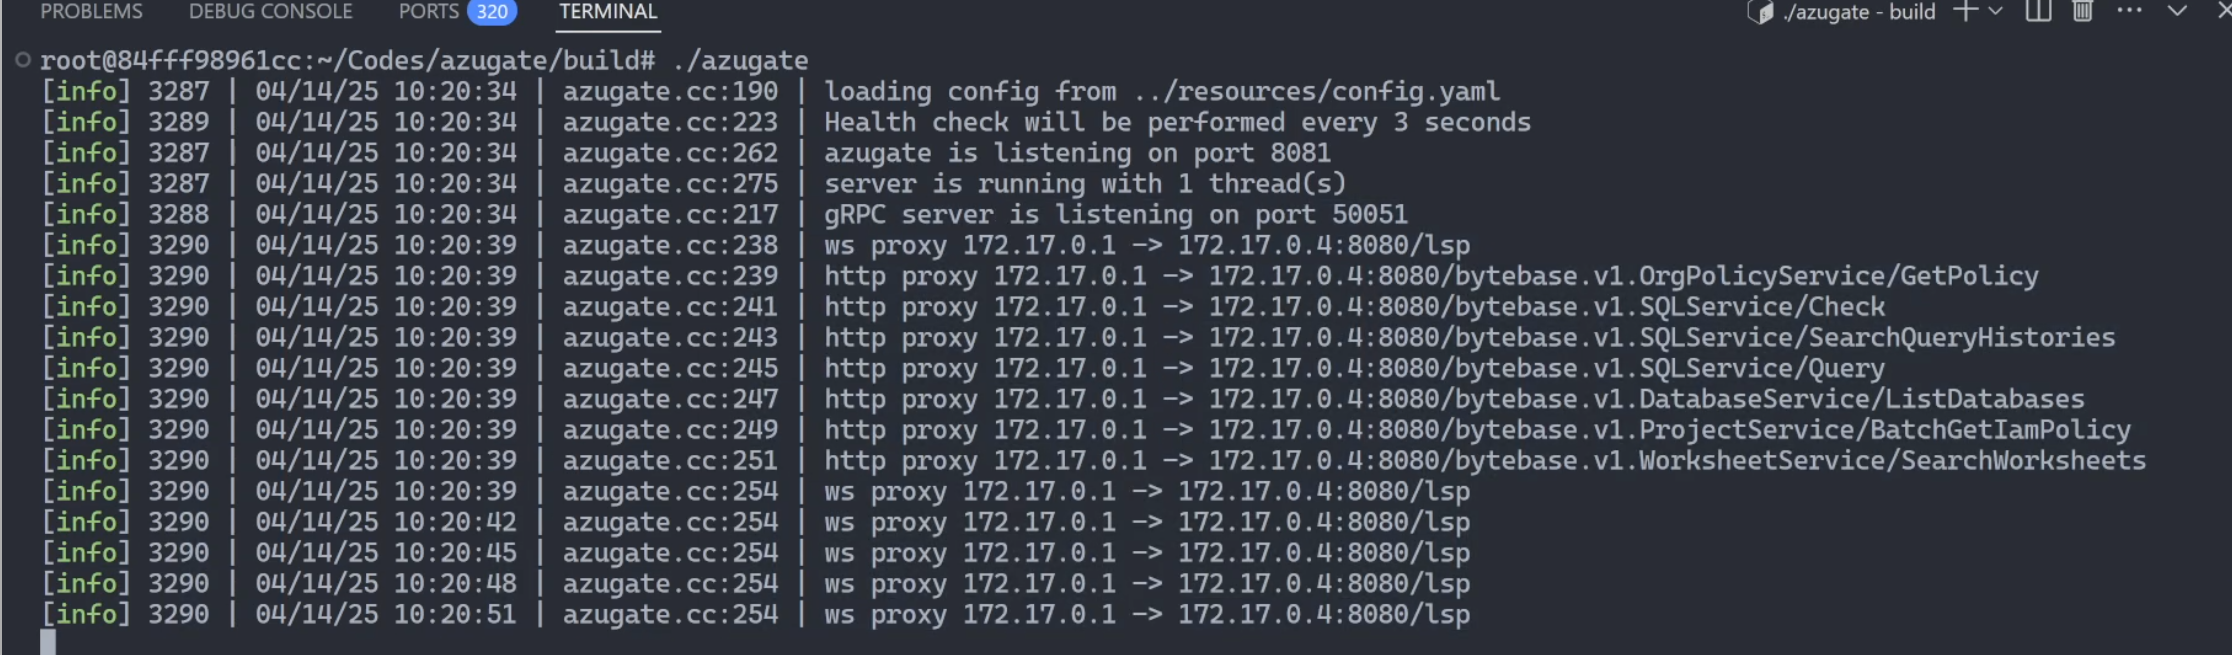 PROBLEMS DEBUG CONSOLE PORTS 320 TERMINAL ./azugate - build
root@84fff98961cc:~/Codes/azugate/build# ./azugate
[info] 3287 | 04/14/25 10:20:34 | azugate.cc:190 | loading config from ../resources/config.yaml
[info] 3289 | 04/14/25 10:20:34 | azugate.cc:223 | Health check will be performed every 3 seconds
[info] 3287 | 04/14/25 10:20:34 | azugate.cc:262 | azugate is listening on port 8081
[info] 3287 | 04/14/25 10:20:34 | azugate.cc:275 | server is running with 1 thread(s)
[info] 3288 | 04/14/25 10:20:34 | azugate.cc:217 | gRPC server is listening on port 50051
[info] 3290 | 04/14/25 10:20:39 | azugate.cc:238 | ws proxy 172.17.0.1 -> 172.17.0.4:8080/lsp
[info] 3290 | 04/14/25 10:20:39 | azugate.cc:239 | http proxy 172.17.0.1 -> 172.17.0.4:8080/bytebase.v1.OrgPolicyService/GetPolicy
[info] 3290 | 04/14/25 10:20:39 | azugate.cc:241 | http proxy 172.17.0.1 -> 172.17.0.4:8080/bytebase.v1.SQLService/Check
[info] 3290 | 04/14/25 10:20:39 | azugate.cc:243 | http proxy 172.17.0.1 -> 172.17.0.4:8080/bytebase.v1.SQLService/SearchQueryHistories
[info] 3290 | 04/14/25 10:20:39 | azugate.cc:245 | http proxy 172.17.0.1 -> 172.17.0.4:8080/bytebase.v1.SQLService/Query
[info] 3290 | 04/14/25 10:20:39 | azugate.cc:247 | http proxy 172.17.0.1 -> 172.17.0.4:8080/bytebase.v1.DatabaseService/ListDatabases
[info] 3290 | 04/14/25 10:20:39 | azugate.cc:249 | http proxy 172.17.0.1 -> 172.17.0.4:8080/bytebase.v1.ProjectService/BatchGetIamPolicy
[info] 3290 | 04/14/25 10:20:39 | azugate.cc:251 | http proxy 172.17.0.1 -> 172.17.0.4:8080/bytebase.v1.WorksheetService/SearchWorksheets
[info] 3290 | 04/14/25 10:20:39 | azugate.cc:254 | ws proxy 172.17.0.1 -> 172.17.0.4:8080/lsp
[info] 3290 | 04/14/25 10:20:42 | azugate.cc:254 | ws proxy 172.17.0.1 -> 172.17.0.4:8080/lsp
[info] 3290 | 04/14/25 10:20:45 | azugate.cc:254 | ws proxy 172.17.0.1 -> 172.17.0.4:8080/lsp
[info] 3290 | 04/14/25 10:20:48 | azugate.cc:254 | ws proxy 172.17.0.1 -> 172.17.0.4:8080/lsp
[info] 3290 | 04/14/25 10:20:51 | azugate.cc:254 | ws proxy 172.17.0.1 -> 172.17.0.4:8080/lsp